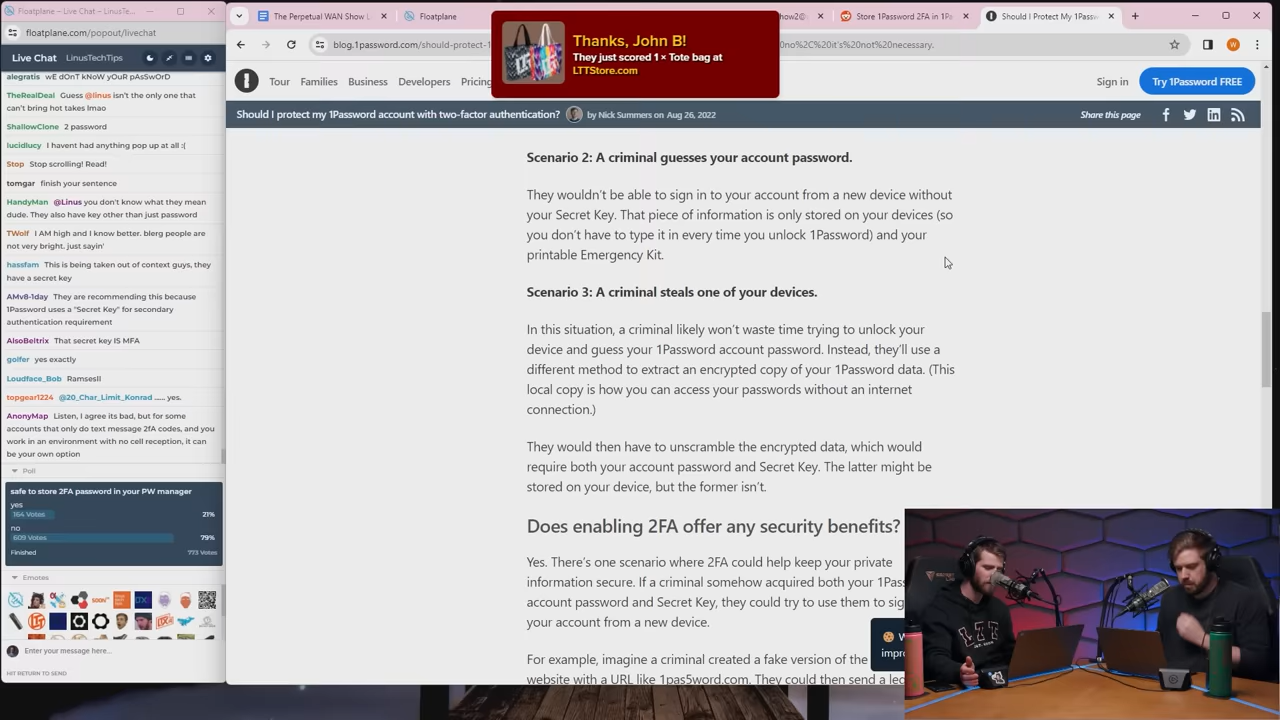 Floatplane - Live Chat - LinusTe
floatplane.com/popout/livechat
Live Chat LinusTechTips
alegratis wE dOnT kNoW yOuR pAsSwOrD
TheRealDeal Guess @linus isn't the only one that
can't bring hot takes lmao
ShallowClone 2 password
lucidlucy I havent had anything pop up at all :(
Stop Stop scrolling! Read!
tomgar finish your sentence
HandyMan @Linus you don't know what they mean
dude. They also have key other than just password
TWolf I AM high and I know better. blerg people are
not very bright. just sayin'
hassfam This is being taken out of context guys, they
have a secret key
AMv8-1day They are recommending this because
1Password uses a "Secret Key" for secondary
authentication requirement
AlsoBeltrix That secret key IS MFA
golfer yes exactly
Loudface_Bob RamsesII
topgear1224 @20_Char_Limit_Konrad ...... yes.
AnonyMap Listen, I agree its bad, but for some
accounts that only do text message 2fA codes, and you
work in an environment with no cell reception, it can
be your own option
Poll
safe to store 2FA password in your PW manager
yes
164 Votes 21%
no
609 Votes 79%
Finished 773 Votes
Emotes
Enter your message here...
HIT RETURN TO SEND
The Perpetual WAN Show
Floatplane
Store 1Password 2FA in 1Pa
Should I Protect My 1Passw
blog.1password.com/should-protect-1
no%2C%20it's%20not%20necessary.
Thanks, John B!
They just scored 1 × Tote bag at
LTTStore.com
Tour Families Business Developers Pricing
Sign in Try 1Password FREE
Should I protect my 1Password account with two-factor authentication? by Nick Summers on Aug 26, 2022 Share this page
Scenario 2: A criminal guesses your account password.
They wouldn't be able to sign in to your account from a new device without
your Secret Key. That piece of information is only stored on your devices (so
you don't have to type it in every time you unlock 1Password) and your
printable Emergency Kit.
Scenario 3: A criminal steals one of your devices.
In this situation, a criminal likely won't waste time trying to unlock your
device and guess your 1Password account password. Instead, they'll use a
different method to extract an encrypted copy of your 1Password data. (This
local copy is how you can access your passwords without an internet
connection.)
They would then have to unscramble the encrypted data, which would
require both your account password and Secret Key. The latter might be
stored on your device, but the former isn't.
Does enabling 2FA offer any security benefits?
Yes. There's one scenario where 2FA could help keep your private
information secure. If a criminal somehow acquired both your 1Pas
account password and Secret Key, they could try to use them to sig
your account from a new device.
For example, imagine a criminal created a fake version of the
website with a URL like 1pas5word.com. They could then send a leg
W
impro
LTT